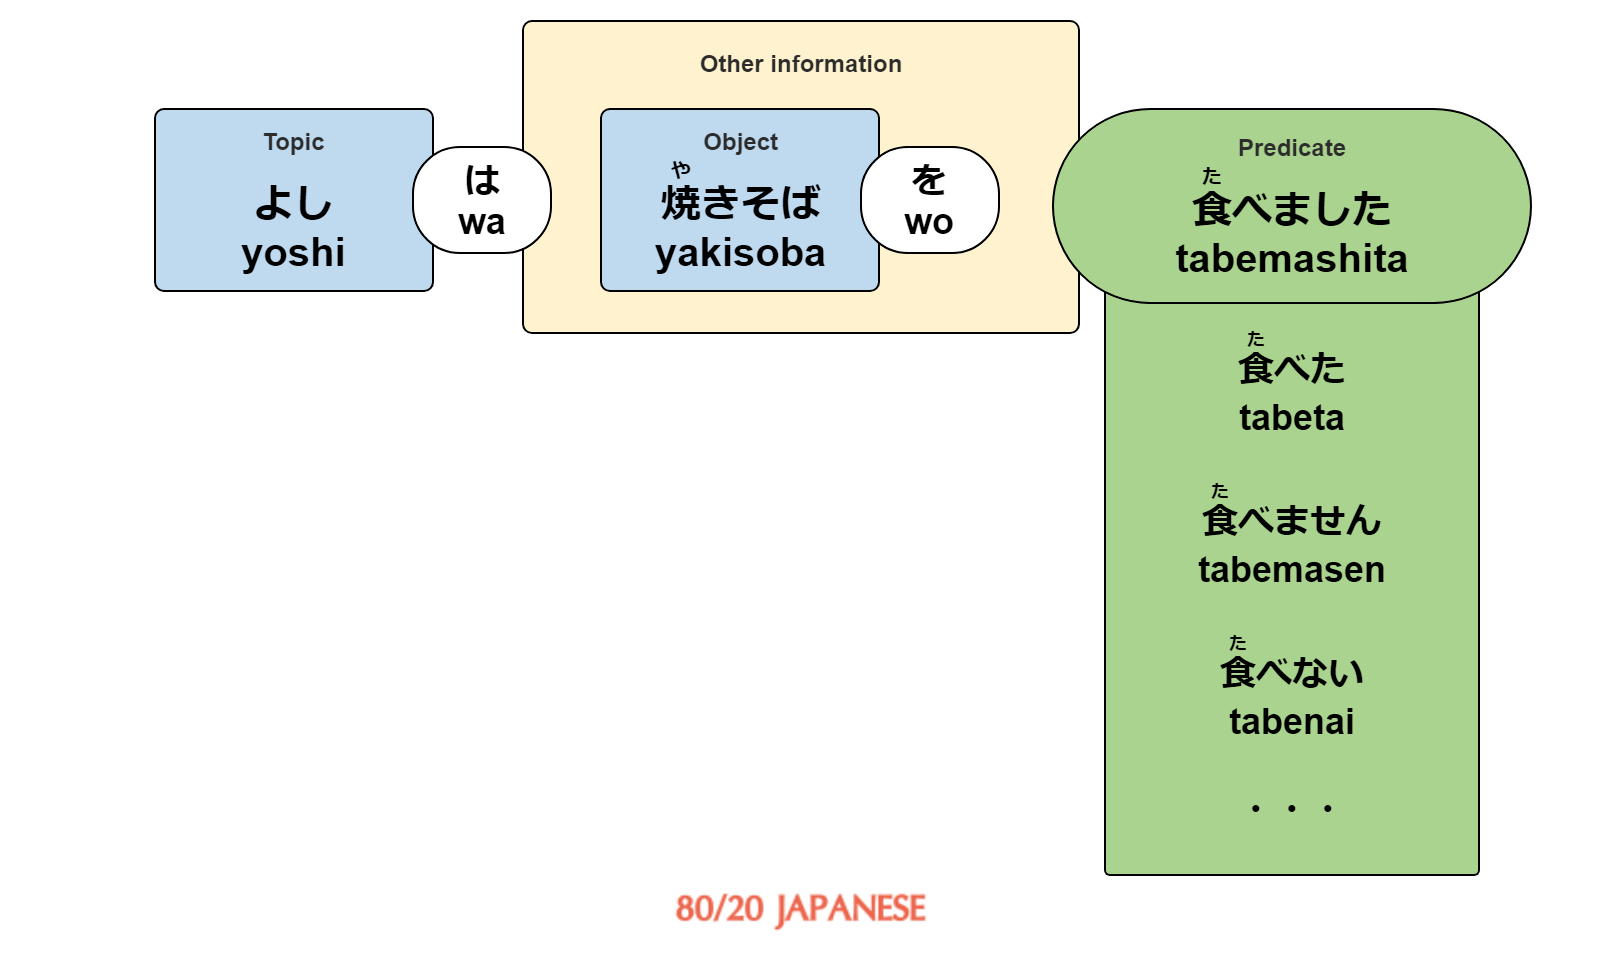 Other information
Topic
よし
yoshi
は
wa
Object
や
焼きそば
yakisoba
を
wo
Predicate
た
食べました
tabemashita
た
食べた
tabeta
た
食べません
tabemasen
た
食べない
tabenai
・・・
80/20 JAPANESE